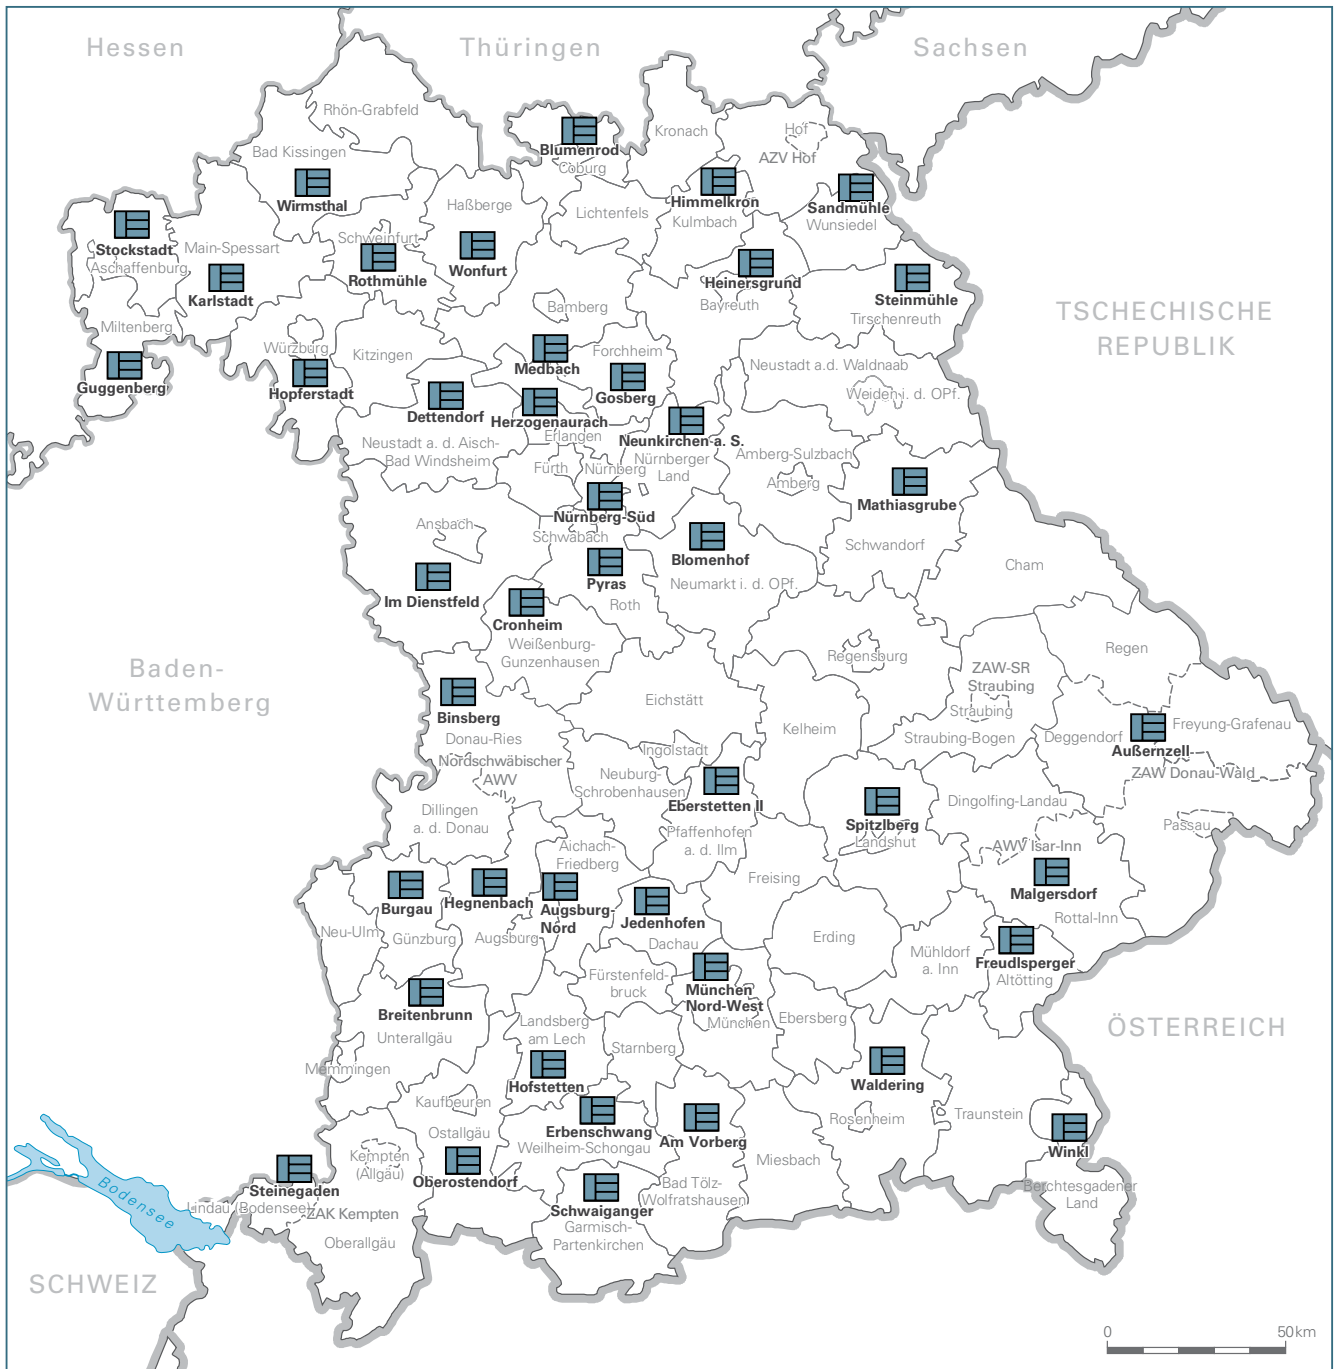 Hessen
Thüringen
Sachsen
Rhön-Grabfeld
Bad Kissingen
Wirmsthal
Blumenrod
Coburg
Kronach
Hof
AZV Hof
Himmelkron
Kulmbach
Sandmühle
Wunsiedel
Haßberge
Lichtenfels
Stockstadt
Aschaffenburg
Main-Spessart
Karlstadt
Schweinfurt
Rothmühle
Wonfurt
Heinersgrund
Bayreuth
Steinmühle
Tirschenreuth
TSCHECHISCHE
REPUBLIK
Miltenberg
Guggenberg
Würzburg
Hopferstadt
Kitzingen
Bamberg
Medbach
Forchheim
Gosberg
Neustadt a.d. Waldnaab
Weiden i. d. OPf.
Dettendorf
Herzogenaurach
Erlangen
Neunkirchen a. S.
Nürnberger
Land
Neustadt a. d. Aisch-
Bad Windsheim
Fürth
Nürnberg
Nürnberg-Süd
Amberg-Sulzbach
Amberg
Mathiasgrube
Schwandorf
Ansbach
Im Dienstfeld
Schwabach
Pyras
Roth
Blomenhof
Neumarkt i. d. OPf.
Cham
Cronheim
Weißenburg-
Gunzenhausen
Regensburg
ZAW-SR
Straubing
Straubing
Straubing-Bogen
Regen
Baden-
Württemberg
Binsberg
Donau-Ries
Nordschwäbischer
AWV
Eichstätt
Ingolstadt
Kelheim
Deggendorf
Freyung-Grafenau
Außernzell
ZAW Donau-Wald
Passau
Neuburg-
Schrobenhausen
Eberstetten II
Pfaffenhofen
a. d. Ilm
Dillingen
a. d. Donau
Spitzlberg
Landshut
Dingolfing-Landau
AWV Isar-Inn
Malgersdorf
Rottal-Inn
Aichach-
Friedberg
Freising
Burgau
Günzburg
Hegnenbach
Augsburg
Augsburg-
Nord
Jedenhofen
Dachau
Neu-Ulm
Erding
Mühldorf
a. Inn
Freudlsperger
Altötting
Fürstenfeld-
bruck
München
Nord-West
München
Ebersberg
ÖSTERREICH
Breitenbrunn
Unterallgäu
Landsberg
am Lech
Starnberg
Memmingen
Hofstetten
Waldering
Rosenheim
Traunstein
Winkl
Berchtesgadener
Land
Kaufbeuren
Ostallgäu
Oberostendorf
Erbenschwang
Weilheim-Schongau
Am Vorberg
Miesbach
Bad Tölz-
Wolfratshausen
Kempten
(Allgäu)
Steinegaden
Lindau (Bodensee)
ZAK Kempten
Oberallgäu
Schwaiganger
Garmisch-
Partenkirchen
Bodensee
SCHWEIZ
0
50 km